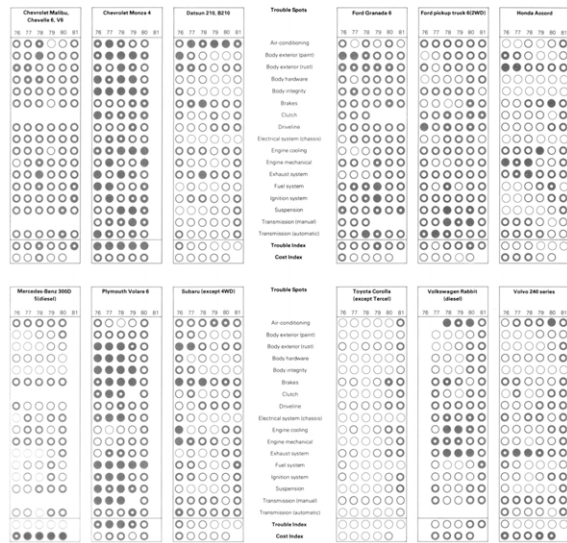 Chevrolet Malibu,
Chevelle 6, V6
Chevrolet Monza 4
Datsun 210, B210
Trouble Spots
Ford Granada 6
Ford pickup truck 6(2WD)
Honda Accord
76 77 78 79 80 81
76 77 78 79 80 81
76 77 78 79 80 81
76 77 78 79 80 81
76 77 78 79 80 81
76 77 78 79 80 81
Air-conditioning
Body exterior (paint)
Body exterior (rust)
Body hardware
Body integrity
Brakes
Clutch
Driveline
Electrical system (chassis)
Engine cooling
Engine mechanical
Exhaust system
Fuel system
Ignition system
Suspension
Transmission (manual)
Transmission (automatic)
Trouble Index
Cost Index
Mercedes-Benz 300D
5(diesel)
Plymouth Volare 6
Subaru (except 4WD)
Trouble Spots
Toyota Corolla
(except Tercel)
Volkswagen Rabbit
(diesel)
Volvo 240 series
76 77 78 79 80 81
76 77 78 79 80 81
76 77 78 79 80 81
76 77 78 79 80 81
76 77 78 79 80 81
76 77 78 79 80 81
Air-conditioning
Body exterior (paint)
Body exterior (rust)
Body hardware
Body integrity
Brakes
Clutch
Driveline
Electrical system (chassis)
Engine cooling
Engine mechanical
Exhaust system
Fuel system
Ignition system
Suspension
Transmission (manual)
Transmission (automatic)
Trouble Index
Cost Index